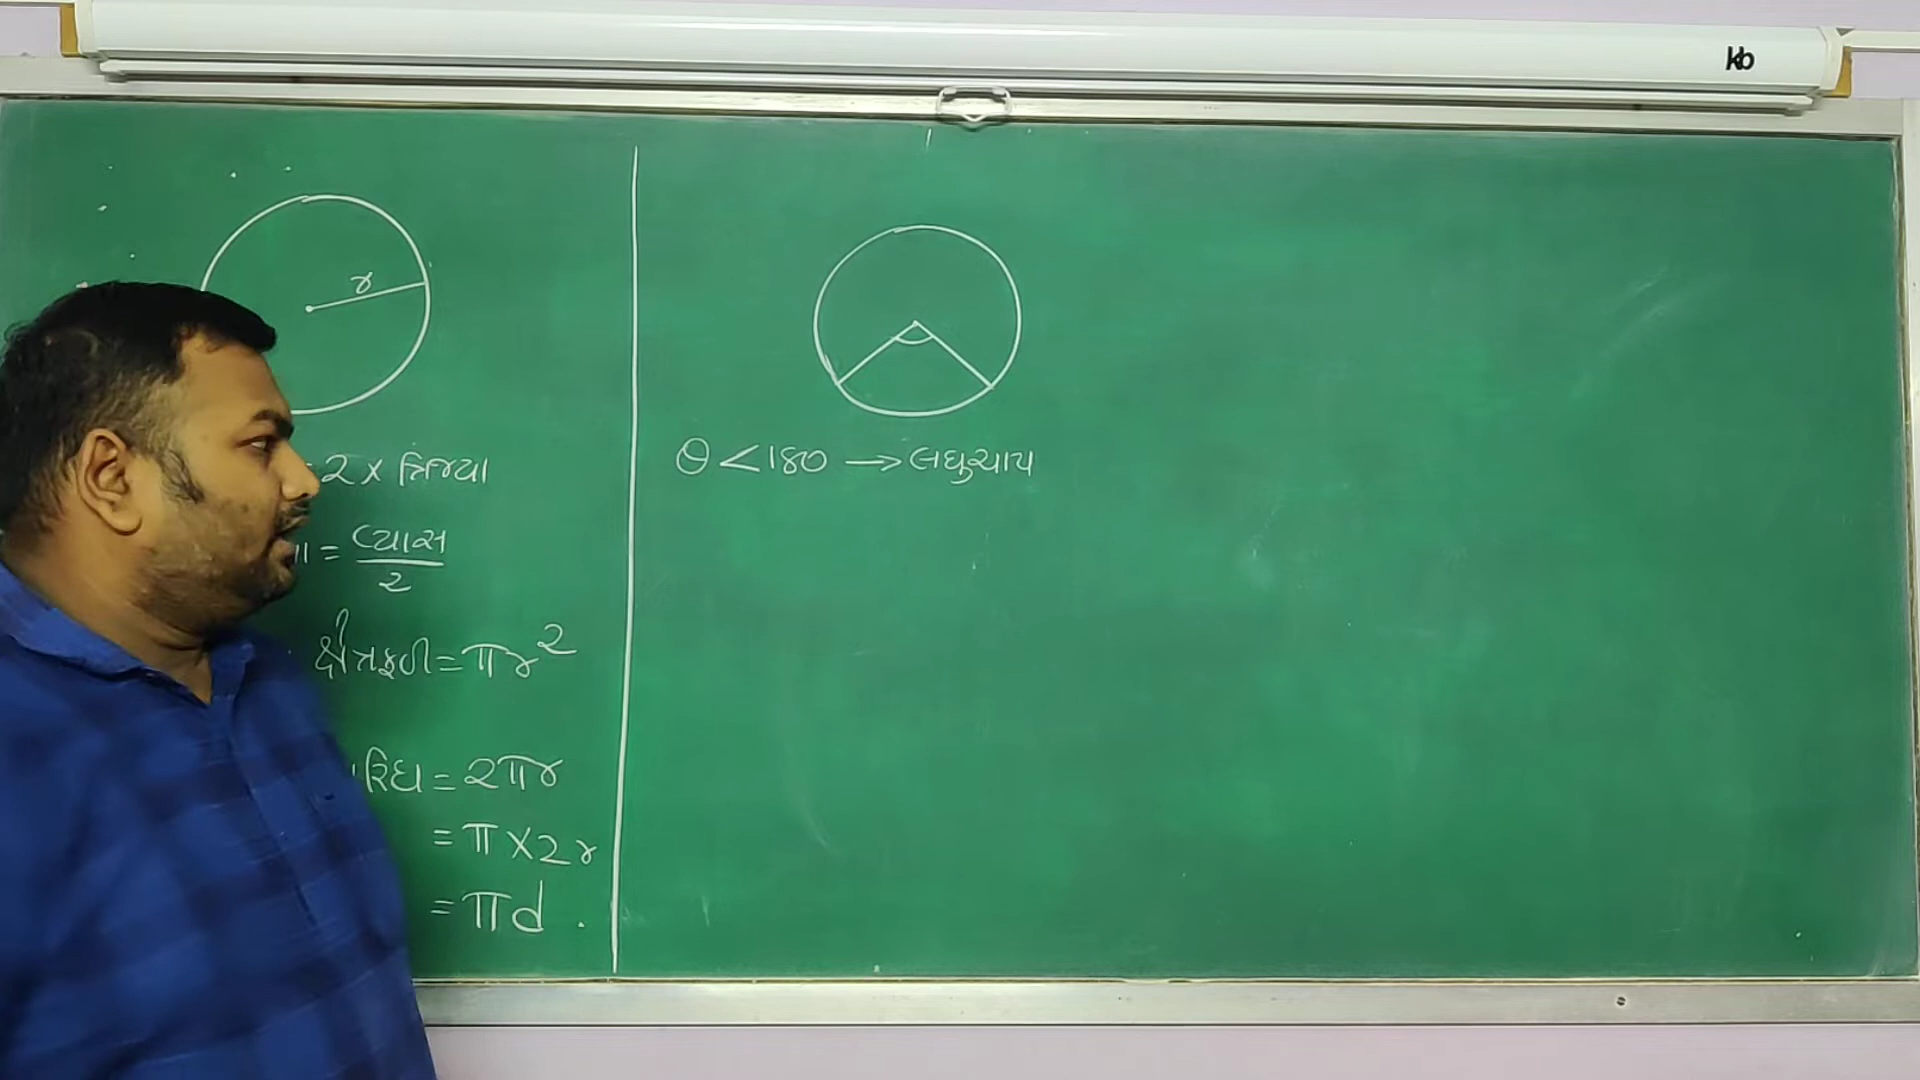 kb
r
= 2 x ત્રિજ્યા
ા = વ્યાસ / 2
ક્ષેત્રફળ = πr²
રિઘ = 2πr
= π x 2r
= πd.
θ < 180 → લઘુચાપ